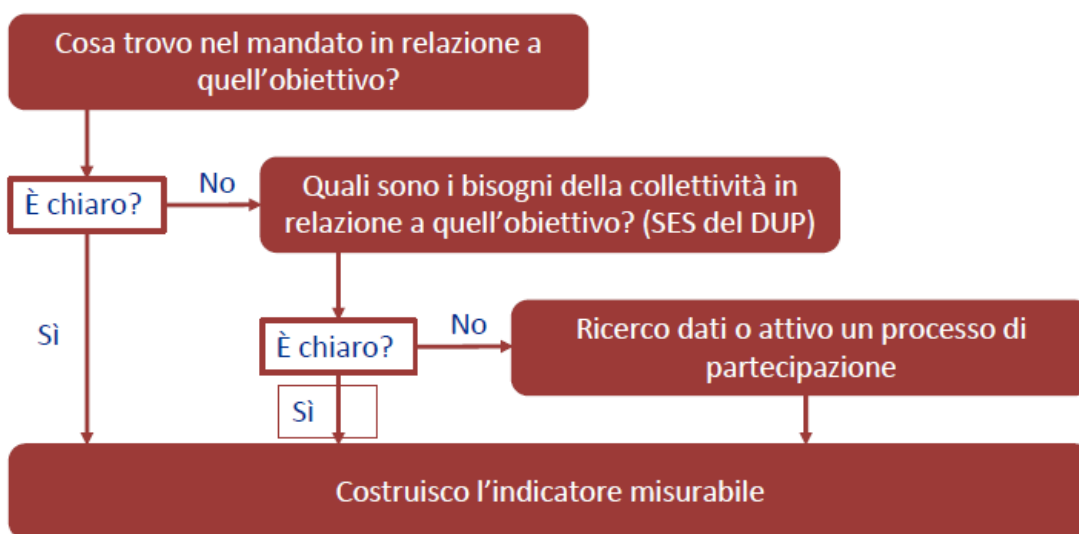 Cosa trovo nel mandato in relazione a
quell’obiettivo?
È chiaro?
No
Quali sono i bisogni della collettività in
relazione a quell’obiettivo? (SES del DUP)
Sì
È chiaro?
No
Ricerco dati o attivo un processo di
partecipazione
Sì
Costruisco l’indicatore misurabile